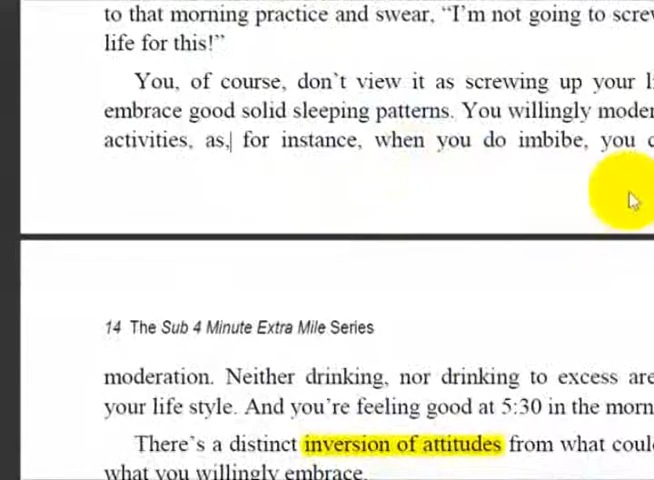 to that morning practice and swear, “I’m not going to screw
life for this!”
You, of course, don’t view it as screwing up your
embrace good solid sleeping patterns. You willingly
activities, as, for instance, when you do imbibe, you
14 The Sub 4 Minute Extra Mile Series
moderation. Neither drinking, nor drinking to excess are
your life style. And you’re feeling good at 5:30 in the
There’s a distinct inversion of attitudes from what
what you willingly embrace.